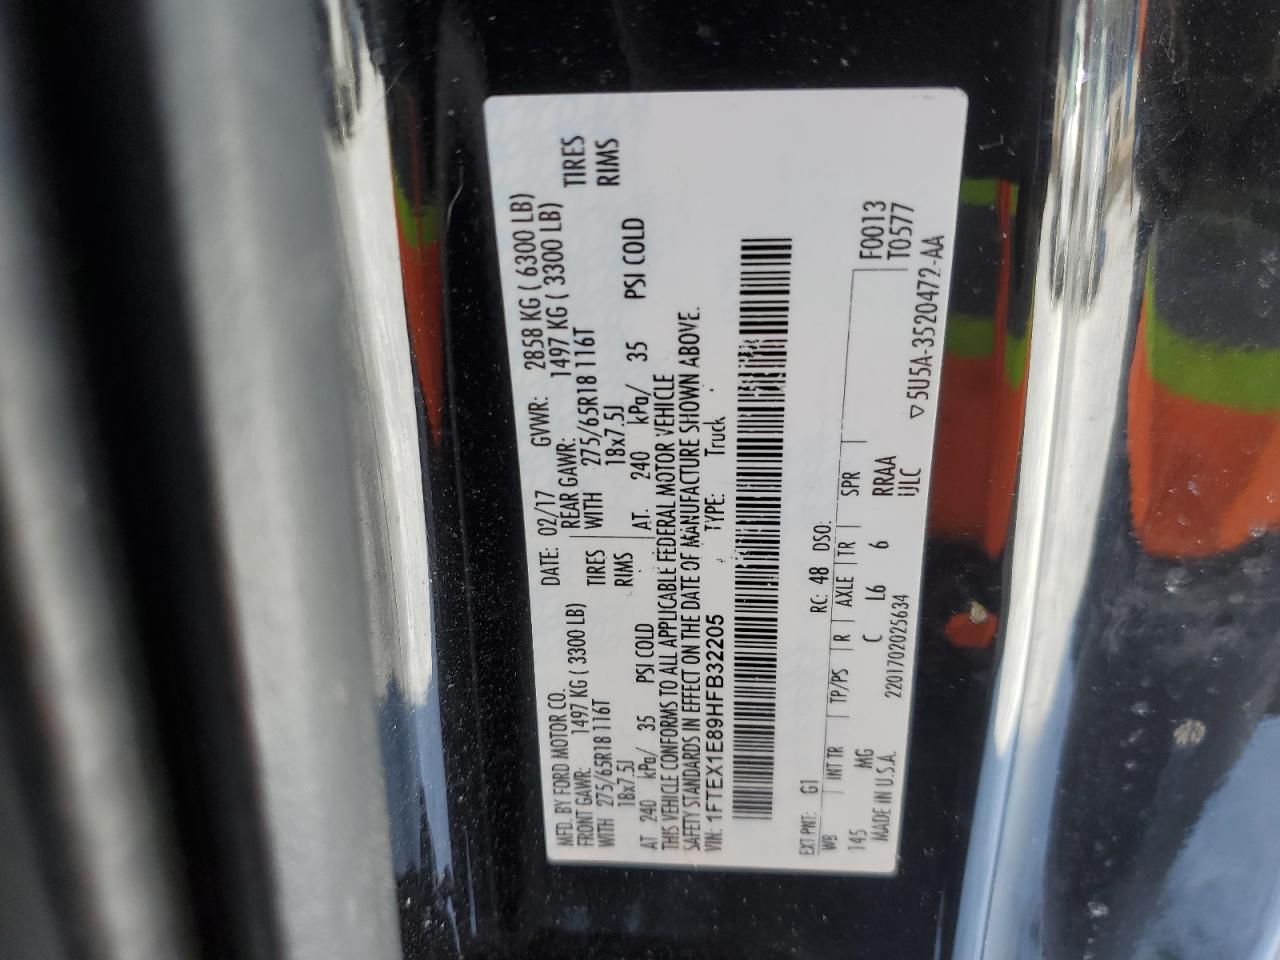 MFD. BY FORD MOTOR CO. DATE: 02/17 GVWR: 2858 KG ( 6300 LB)
FRONT GAWR: 1497 KG ( 3300 LB) REAR GAWR: 1497 KG ( 3300 LB)
WITH 275/65R18 116T TIRES WITH 275/65R18 116T TIRES
18x7.5J RIMS 18x7.5J RIMS
AT 240 kPa/ 35 PSI COLD AT 240 kPa/ 35 PSI COLD
THIS VEHICLE CONFORMS TO ALL APPLICABLE FEDERAL MOTOR VEHICLE
SAFETY STANDARDS IN EFFECT ON THE DATE OF MANUFACTURE SHOWN ABOVE.
VIN: 1FTEX1E89HFB32205 TYPE: Truck
EXT PNT: G1 RC: 48 DSO: F0013
WB INT TR TP/PS R AXLE TR SPR T0577
145 MG C L6 6 RRAA
MADE IN U.S.A. 2201702025634 IJLC
▽5U5A-3520472-AA